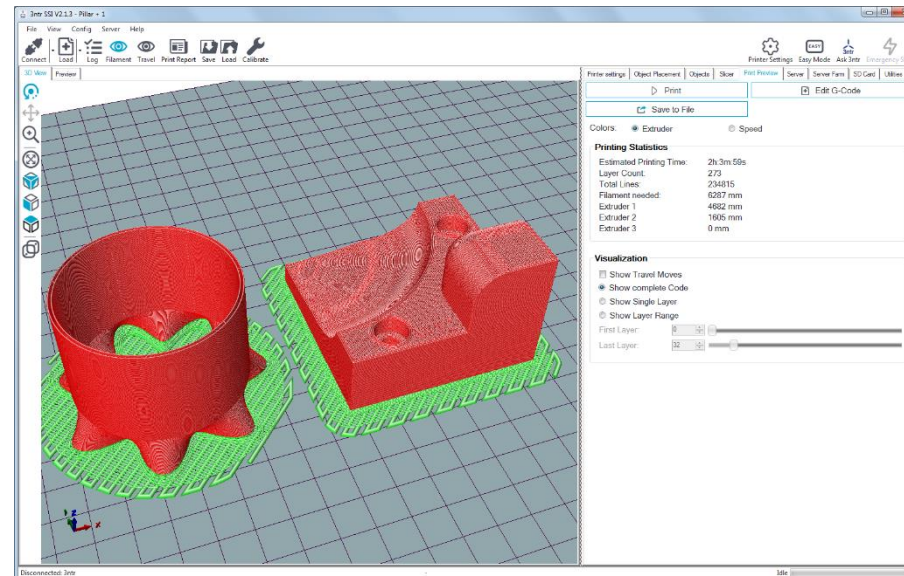 3ntr SSI V2.1.3 - Pillar + 1
File View Config Server Help
Connect Load Log Filament Travel Print Report Save Load Calibrate
Printer Settings Easy Mode Ask 3ntr Emergency S
EASY
3ntr
3D View Preview
Printer settings Object Placement Objects Slicer Print Preview Server Server Farm SD Card Utilities
Print Edit G-Code
Save to File
Colors: Extruder Speed
Printing Statistics
Estimated Printing Time: 2h:3m:59s
Layer Count: 273
Total Lines: 234815
Filament needed: 6287 mm
Extruder 1 4682 mm
Extruder 2 1605 mm
Extruder 3 0 mm
Visualization
Show Travel Moves
Show complete Code
Show Single Layer
Show Layer Range
First Layer: 0
Last Layer: 32
Z
Y
X
Disconnected: 3ntr - Idle